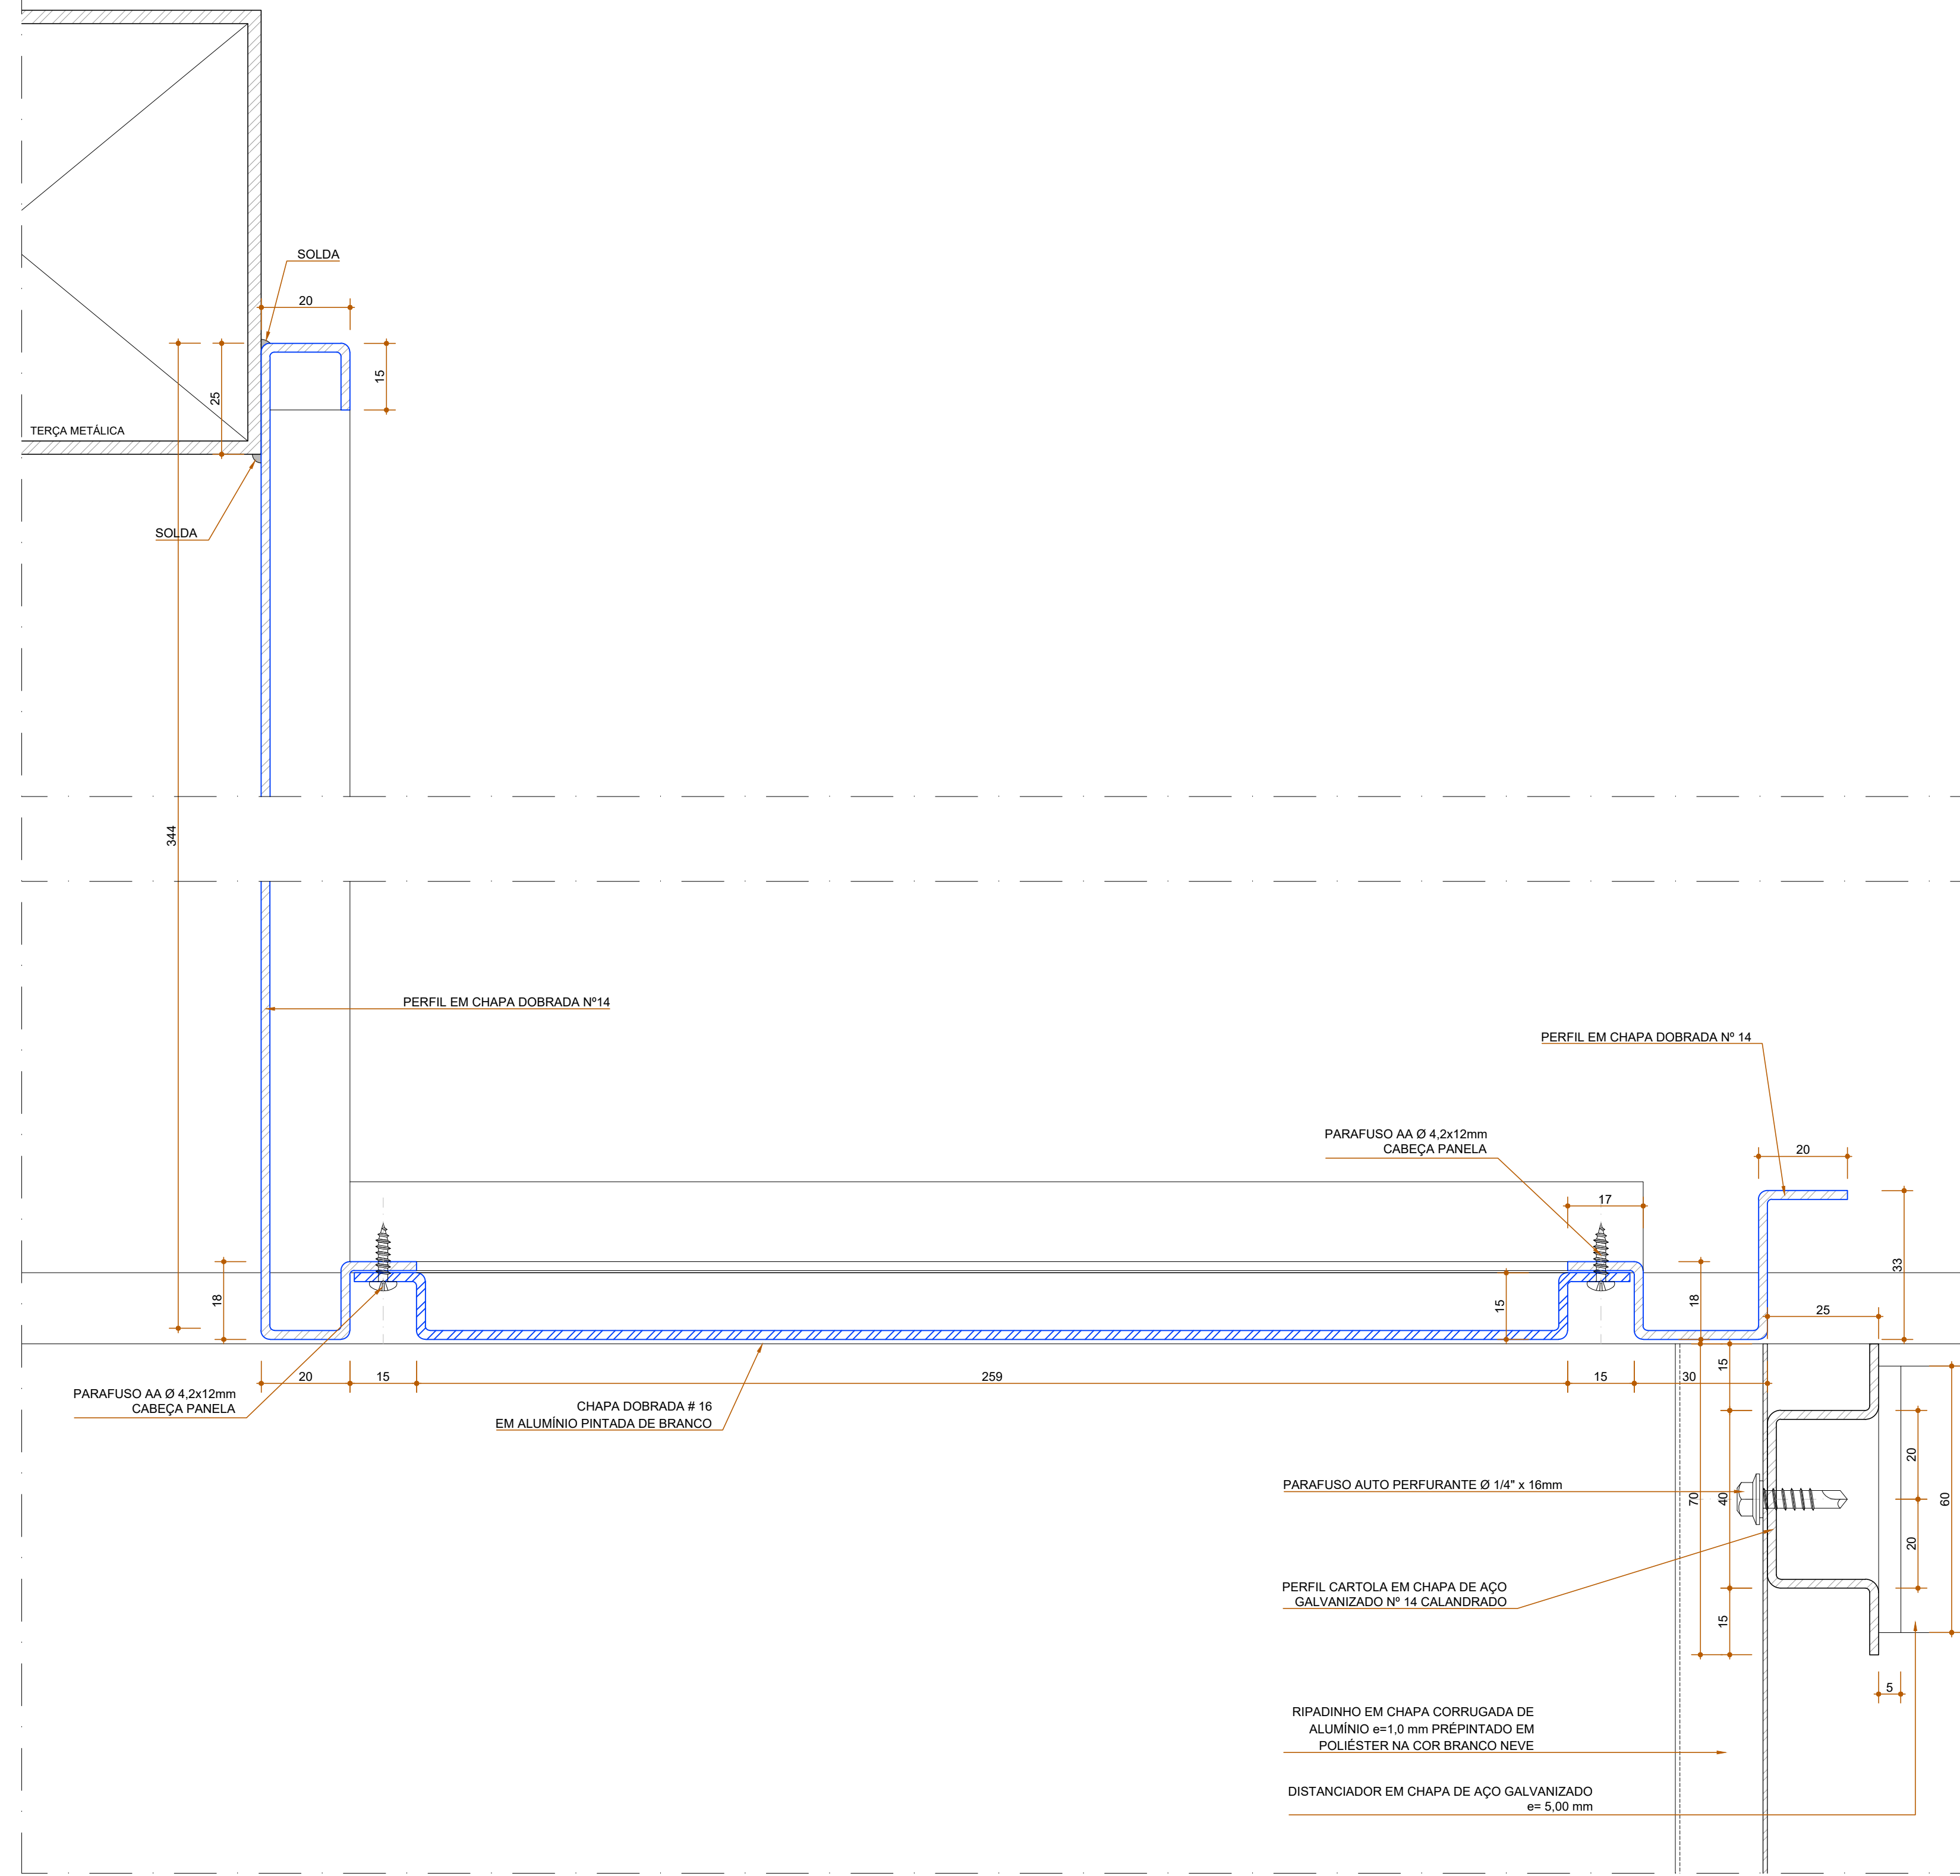 SOLDA
20
15
25
TERÇA METÁLICA
SOLDA
344
PERFIL EM CHAPA DOBRADA Nº14
PERFIL EM CHAPA DOBRADA Nº 14
PARAFUSO AA Ø 4,2x12mm
CABEÇA PANELA
20
17
33
18
15
18
25
20
15
259
15
30
15
PARAFUSO AA Ø 4,2x12mm
CABEÇA PANELA
CHAPA DOBRADA # 16
EM ALUMÍNIO PINTADA DE BRANCO
PARAFUSO AUTO PERFURANTE Ø 1/4" x 16mm
70
40
20
20
60
PERFIL CARTOLA EM CHAPA DE AÇO
GALVANIZADO Nº 14 CALANDRADO
15
5
RIPADINHO EM CHAPA CORRUGADA DE
ALUMÍNIO e=1,0 mm PRÉPINTADO EM
POLIÉSTER NA COR BRANCO NEVE
DISTANCIADOR EM CHAPA DE AÇO GALVANIZADO
e= 5,00 mm